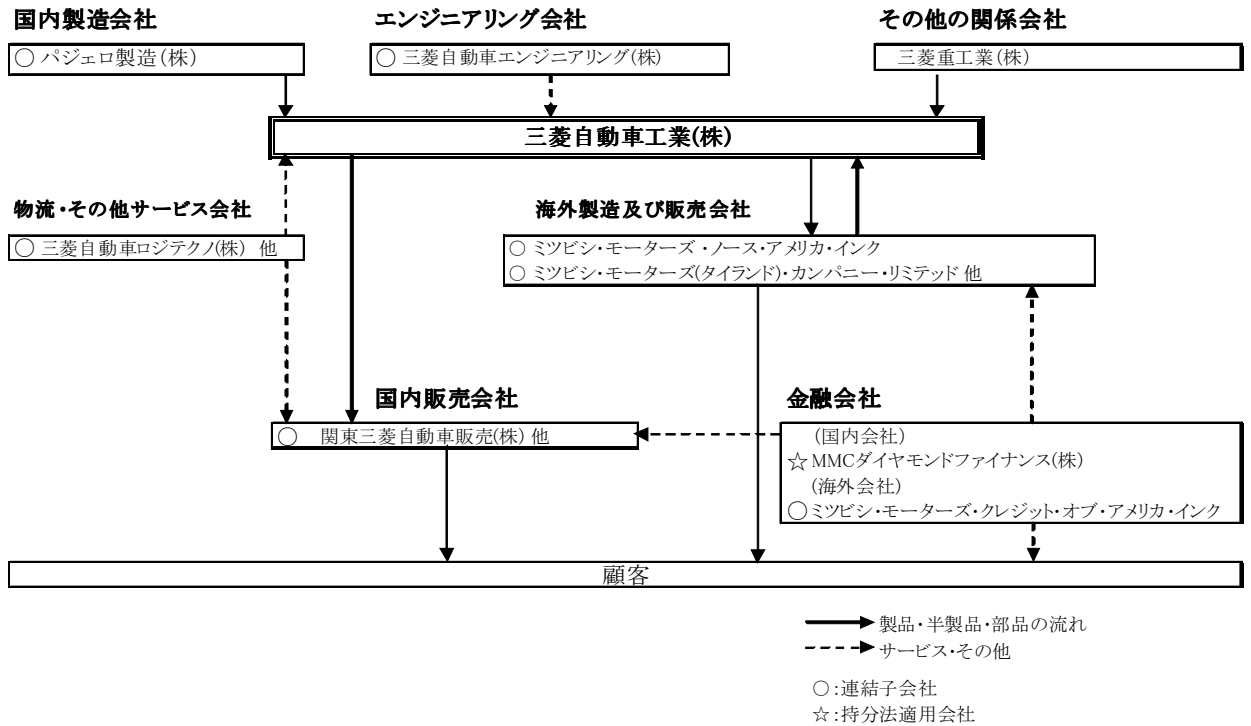 国内製造会社
エンジニアリング会社
その他の関係会社
○ パジェロ製造(株)
○ 三菱自動車エンジニアリング(株)
三菱重工業(株)
三菱自動車工業(株)
物流・その他サービス会社
海外製造及び販売会社
○ 三菱自動車ロジテクノ(株) 他
○ ミツビシ・モーターズ・ノース・アメリカ・インク
○ ミツビシ・モーターズ(タイランド)・カンパニー・リミテッド 他
国内販売会社
金融会社
○ 関東三菱自動車販売(株) 他
(国内会社)
☆ MMCダイヤモンドファイナンス(株)
(海外会社)
○ ミツビシ・モーターズ・クレジット・オブ・アメリカ・インク
顧客
製品・半製品・部品の流れ
サービス・その他
○:連結子会社
☆:持分法適用会社